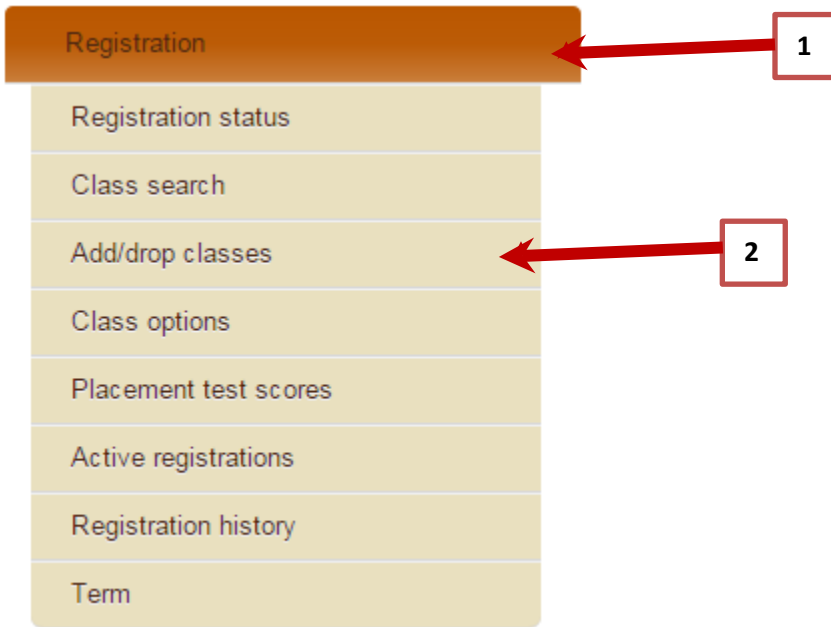 Registration
1
Registration status
Class search
Add/drop classes
2
Class options
Placement test scores
Active registrations
Registration history
Term